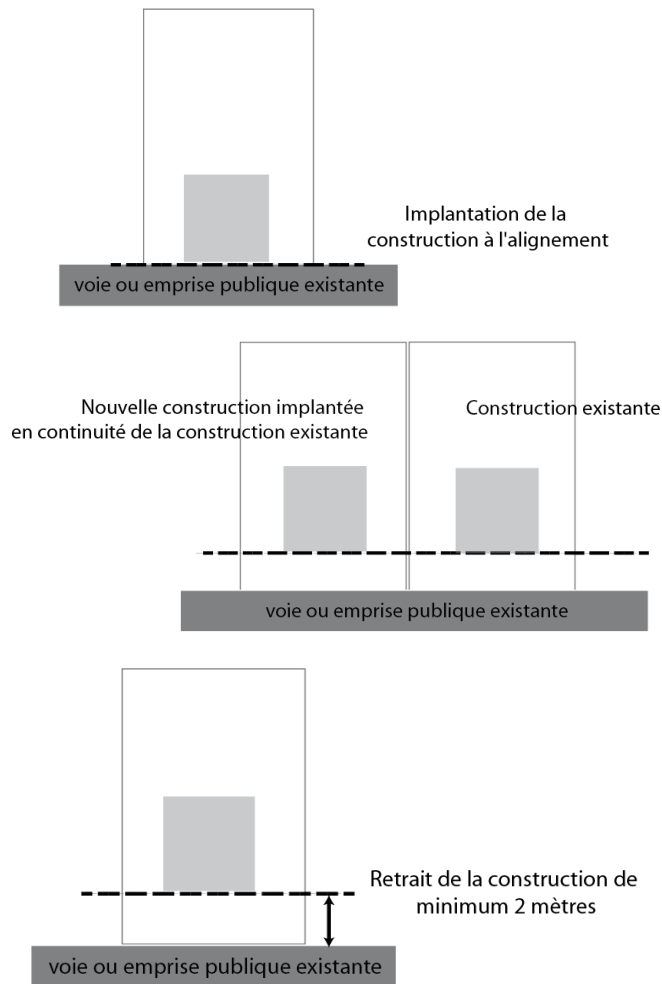 Implantation de la
construction à l'alignement
voie ou emprise publique existante
Nouvelle construction implantée
en continuité de la construction existante
Construction existante
voie ou emprise publique existante
Retrait de la construction de
minimum 2 mètres
voie ou emprise publique existante